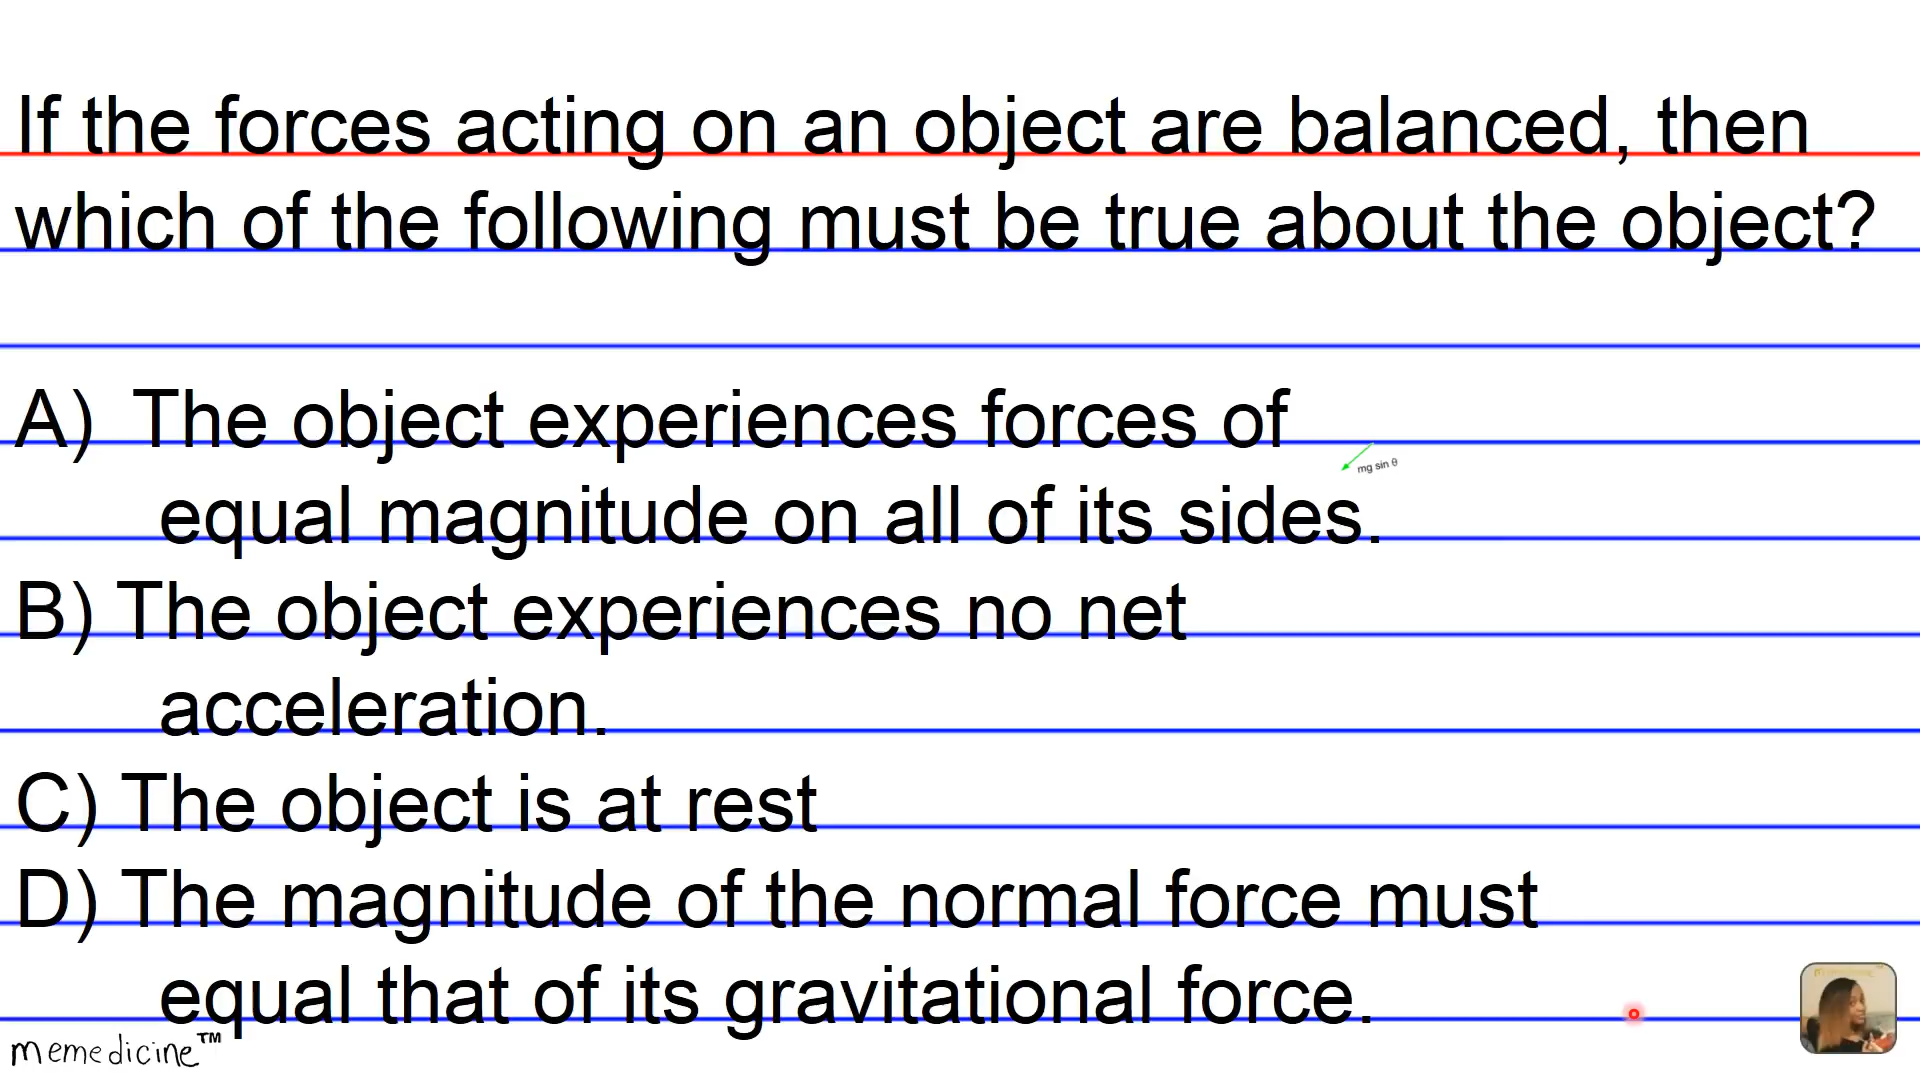 If the forces acting on an object are balanced, then
which of the following must be true about the object?
A) The object experiences forces of
mg sin θ
equal magnitude on all of its sides.
B) The object experiences no net
acceleration.
C) The object is at rest
D) The magnitude of the normal force must
equal that of its gravitational force.
memedicine™